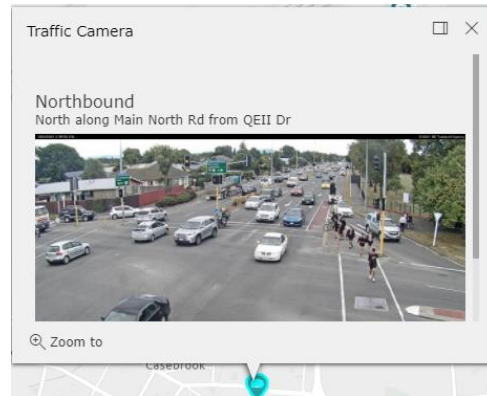 Traffic Camera
Northbound
North along Main North Rd from QEII Dr
Zoom to
Casebrook